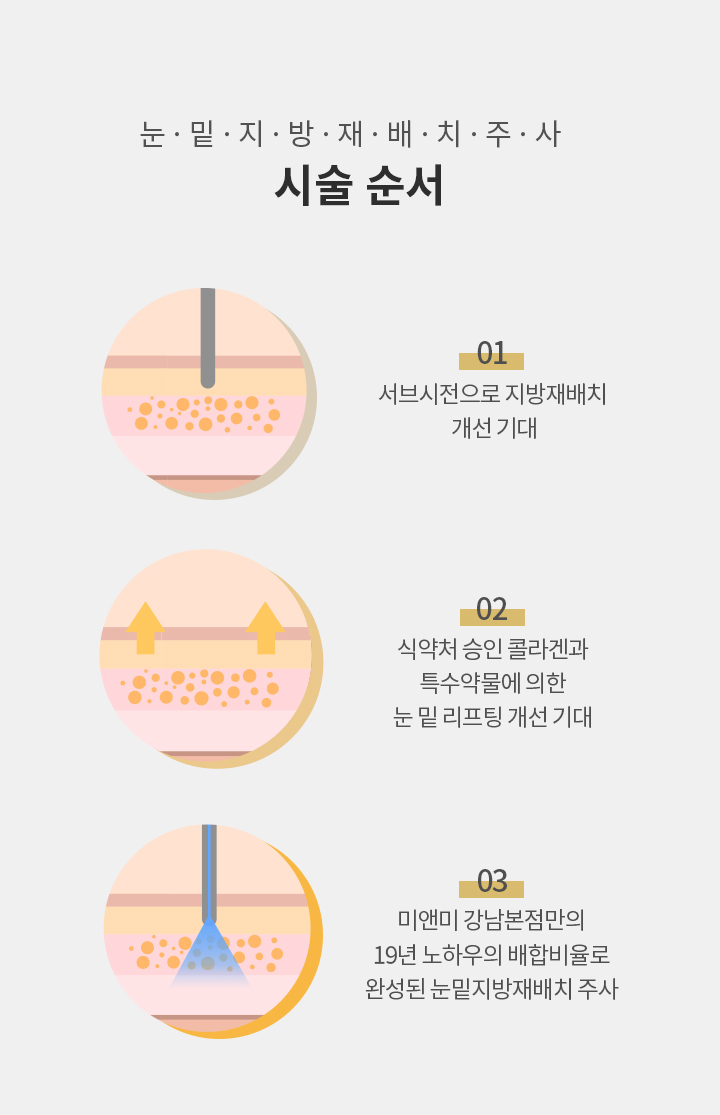 눈·밑·지·방·재·배·치·주·사
시술 순서
01
서브시전으로 지방재배치
개선 기대
02
식약처 승인 콜라겐과
특수약물에 의한
눈 밑 리프팅 개선 기대
03
미앤미 강남본점만의
19년 노하우의 배합비율로
완성된 눈밑지방재배치 주사